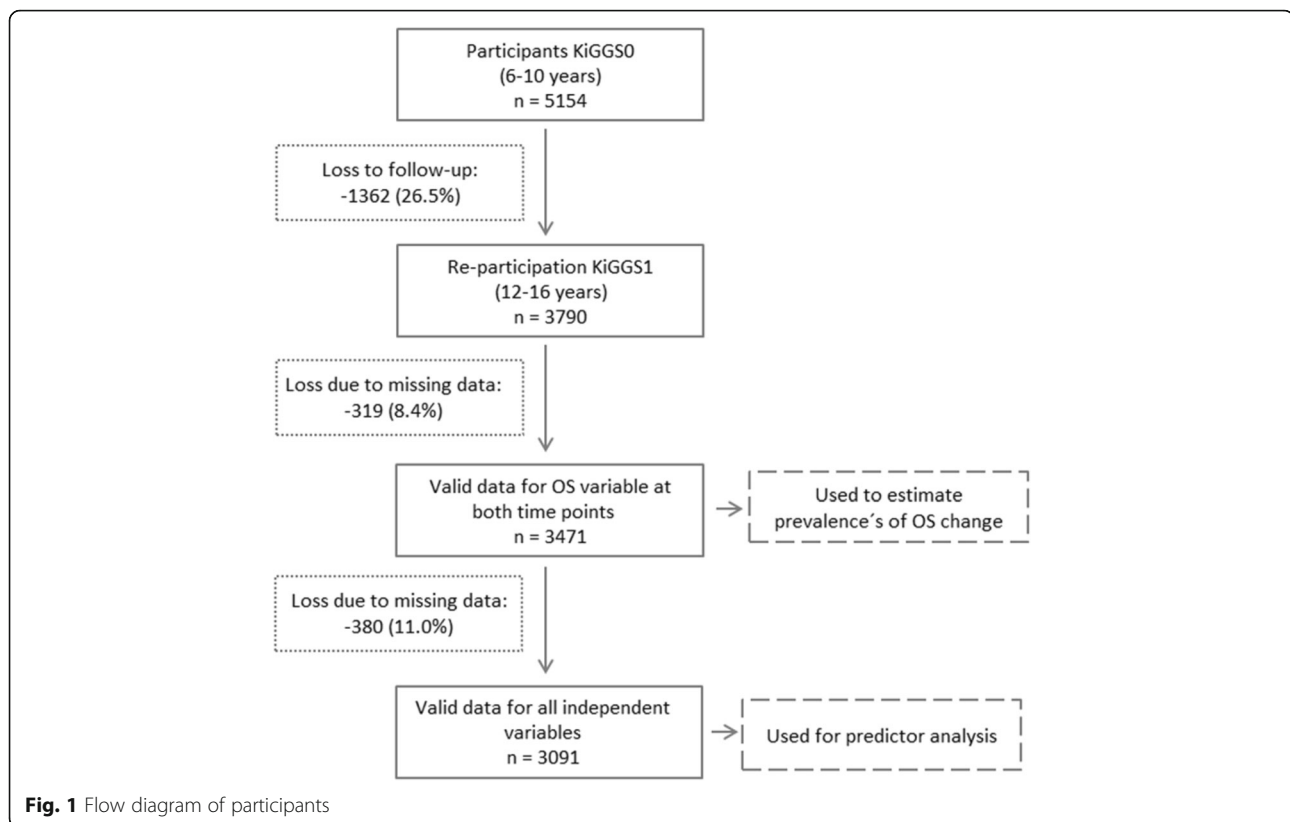 Participants KiGGS0
(6-10 years)
n = 5154
Loss to follow-up:
-1362 (26.5%)
Re-participation KiGGS1
(12-16 years)
n = 3790
Loss due to missing data:
-319 (8.4%)
Valid data for OS variable at
both time points
n = 3471
Used to estimate
prevalence´s of OS change
Loss due to missing data:
-380 (11.0%)
Valid data for all independent
variables
n = 3091
Used for predictor analysis
Fig. 1 Flow diagram of participants